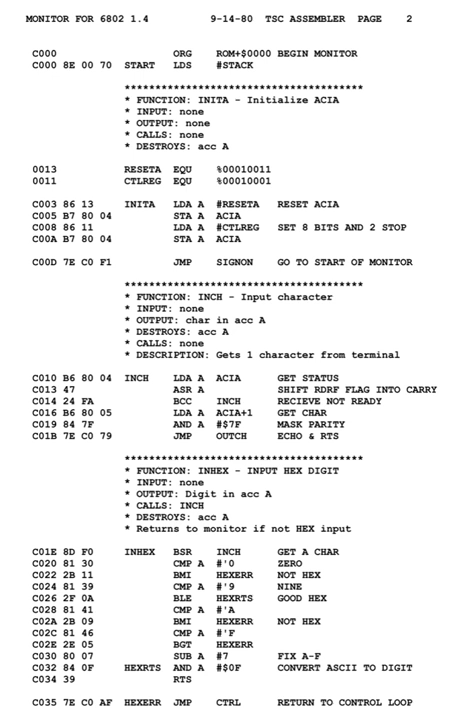 MONITOR FOR 6802 1.4          9-14-80  TSC ASSEMBLER  PAGE    2
C000                    ORG    ROM+$0000 BEGIN MONITOR
C000 8E 00 70  START    LDS    #STACK
***************************************
* FUNCTION: INITA - Initialize ACIA
* INPUT: none
* OUTPUT: none
* CALLS: none
* DESTROYS: acc A
0013           RESETA   EQU    %00010011
0011           CTLREG   EQU    %00010001
C003 86 13     INITA    LDA A  #RESETA   RESET ACIA
C005 B7 80 04           STA A  ACIA
C008 86 11              LDA A  #CTLREG   SET 8 BITS AND 2 STOP
C00A B7 80 04           STA A  ACIA
C00D 7E C0 F1           JMP    SIGNON    GO TO START OF MONITOR
***************************************
* FUNCTION: INCH - Input character
* INPUT: none
* OUTPUT: char in acc A
* DESTROYS: acc A
* CALLS: none
* DESCRIPTION: Gets 1 character from terminal
C010 B6 80 04  INCH     LDA A  ACIA      GET STATUS
C013 47                 ASR A            SHIFT RDRF FLAG INTO CARRY
C014 24 FA              BCC    INCH      RECIEVE NOT READY
C016 B6 80 05           LDA A  ACIA+1    GET CHAR
C019 84 7F              AND A  #$7F      MASK PARITY
C01B 7E C0 79           JMP    OUTCH     ECHO & RTS
***************************************
* FUNCTION: INHEX - INPUT HEX DIGIT
* INPUT: none
* OUTPUT: Digit in acc A
* CALLS: INCH
* DESTROYS: acc A
* Returns to monitor if not HEX input
C01E 8D F0     INHEX    BSR    INCH      GET A CHAR
C020 81 30              CMP A  #'0       ZERO
C022 2B 11              BMI    HEXERR    NOT HEX
C024 81 39              CMP A  #'9       NINE
C026 2F 0A              BLE    HEXRTS    GOOD HEX
C028 81 41              CMP A  #'A
C02A 2B 09              BMI    HEXERR    NOT HEX
C02C 81 46              CMP A  #'F
C02E 2E 05              BGT    HEXERR
C030 80 07              SUB A  #7        FIX A-F
C032 84 0F     HEXRTS   AND A  #$0F      CONVERT ASCII TO DIGIT
C034 39                 RTS
C035 7E C0 AF  HEXERR   JMP    CTRL      RETURN TO CONTROL LOOP